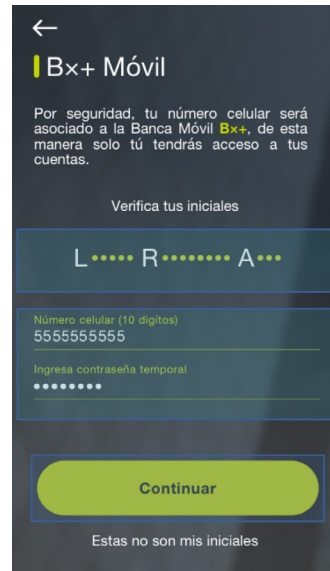 B×+ Móvil
Por seguridad, tu número celular será
asociado a la Banca Móvil B×+, de esta
manera solo tú tendrás acceso a tus
cuentas.
Verifica tus iniciales
L••••• R•••••••• A•••
Número celular (10 digítos)
5555555555
Ingresa contraseña temporal
••••••••
Continuar
Estas no son mis iniciales